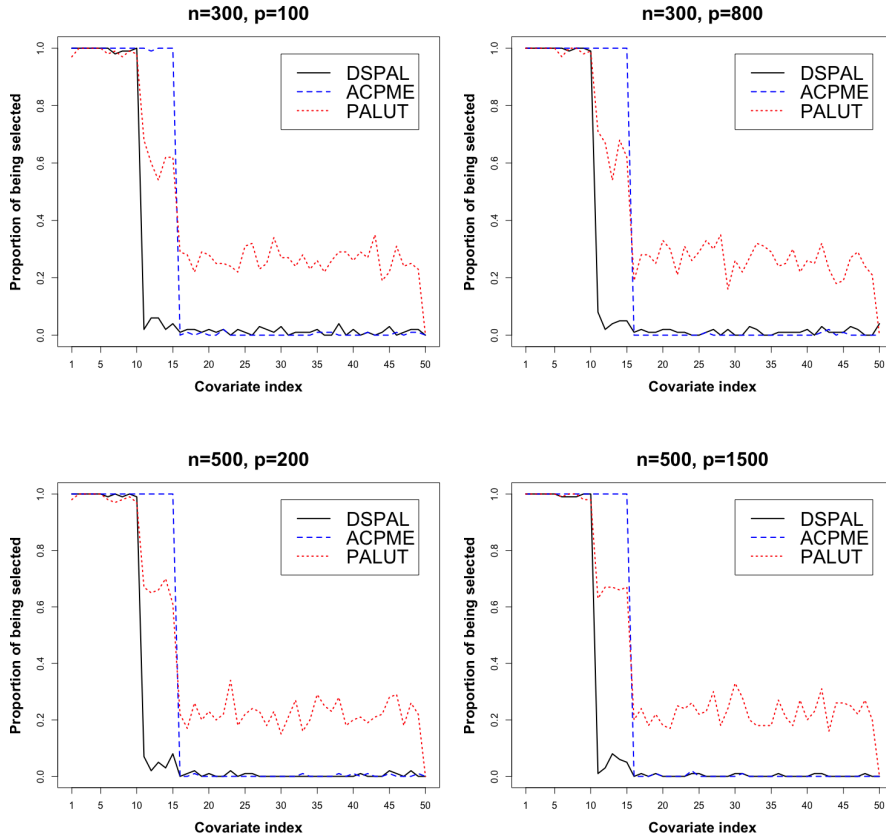 n=300, p=100
Proportion of being selected
1.0
0.8
0.6
0.4
0.2
0.0
DSPAL
ACPME
PALUT
1 5 10 15 20 25 30 35 40 45 50
Covariate index
n=300, p=800
Proportion of being selected
1.0
0.8
0.6
0.4
0.2
0.0
DSPAL
ACPME
PALUT
1 5 10 15 20 25 30 35 40 45 50
Covariate index
n=500, p=200
Proportion of being selected
1.0
0.8
0.6
0.4
0.2
0.0
DSPAL
ACPME
PALUT
1 5 10 15 20 25 30 35 40 45 50
Covariate index
n=500, p=1500
Proportion of being selected
1.0
0.8
0.6
0.4
0.2
0.0
DSPAL
ACPME
PALUT
1 5 10 15 20 25 30 35 40 45 50
Covariate index